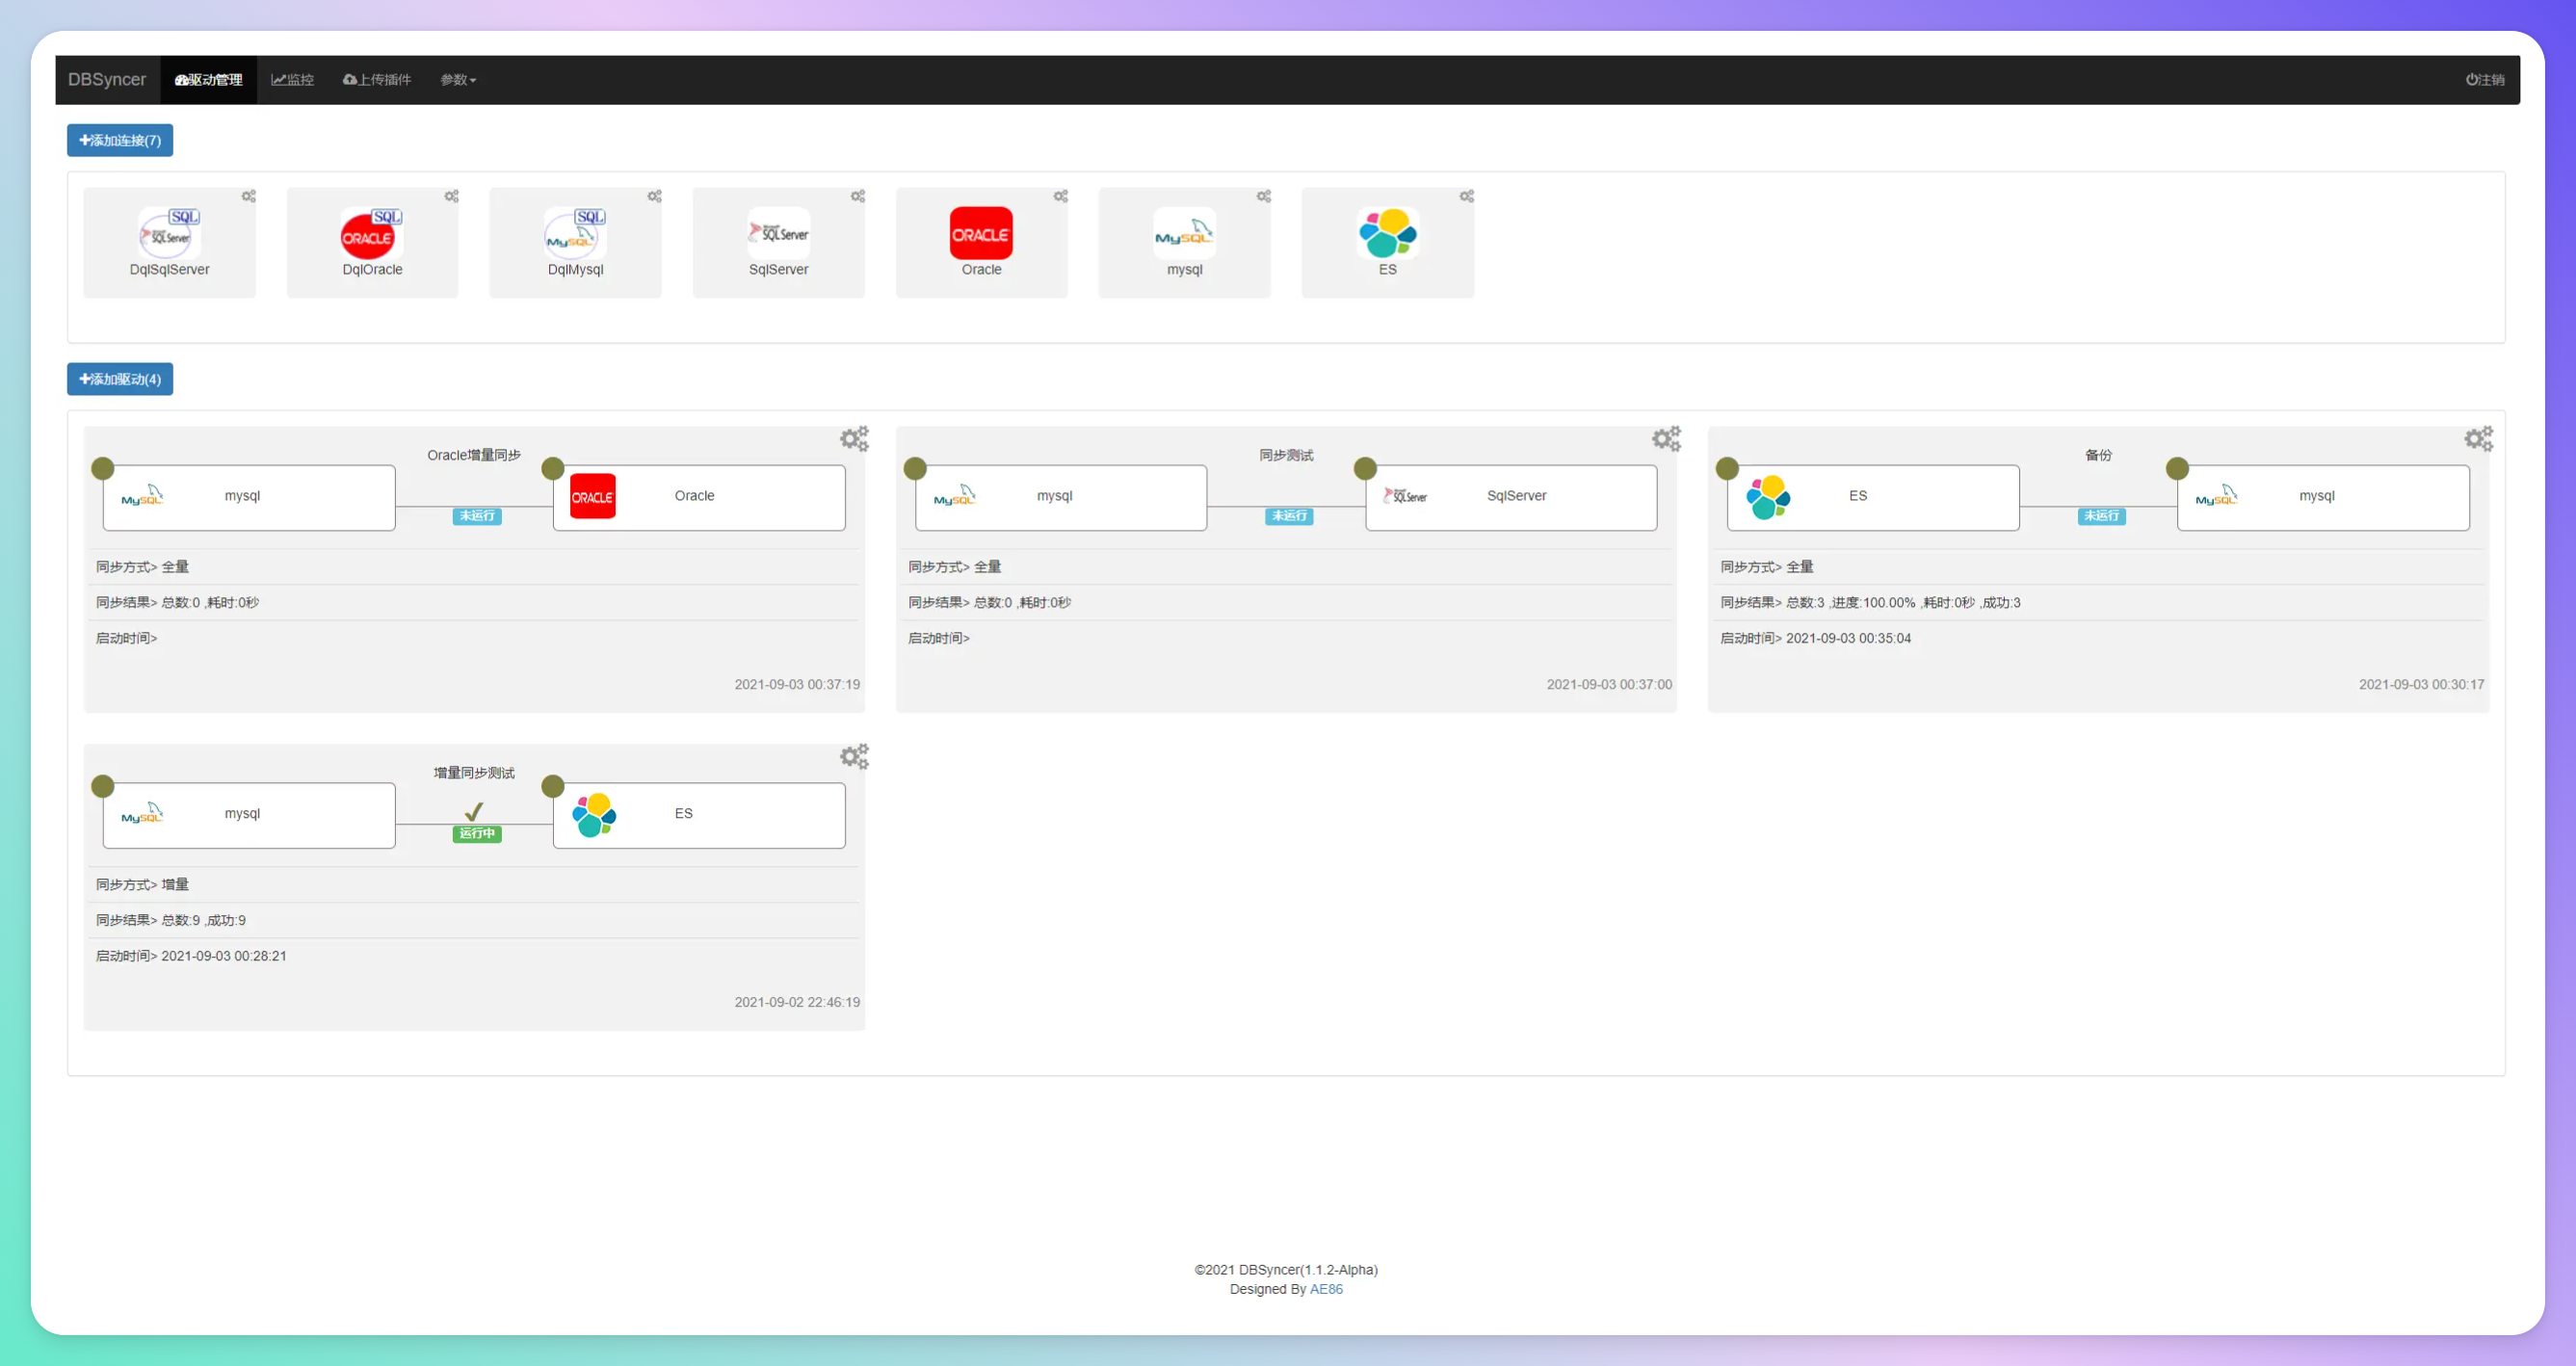 DBSyncer 驱动管理 监控 上传插件 参数 注销
添加连接(7)
SQL SQL SQL
SQL Server ORACLE MySQL SQL Server ORACLE MySQL
DqlSqlServer DqlOracle DqlMysql SqlServer Oracle mysql ES
添加驱动(4)
Oracle增量同步
MySQL mysql 未运行 ORACLE Oracle
同步方式> 全量
同步结果> 总数:0 ,耗时:0秒
启动时间>
2021-09-03 00:37:19
同步测试
MySQL mysql 未运行 SQL Server SqlServer
同步方式> 全量
同步结果> 总数:0 ,耗时:0秒
启动时间>
2021-09-03 00:37:00
备份
ES 未运行 MySQL mysql
同步方式> 全量
同步结果> 总数:3 ,进度:100.00% ,耗时:0秒 ,成功:3
启动时间> 2021-09-03 00:35:04
2021-09-03 00:30:17
增量同步测试
MySQL mysql 运行中 ES
同步方式> 增量
同步结果> 总数:9 ,成功:9
启动时间> 2021-09-03 00:28:21
2021-09-02 22:46:19
©2021 DBSyncer(1.1.2-Alpha)
Designed By AE86